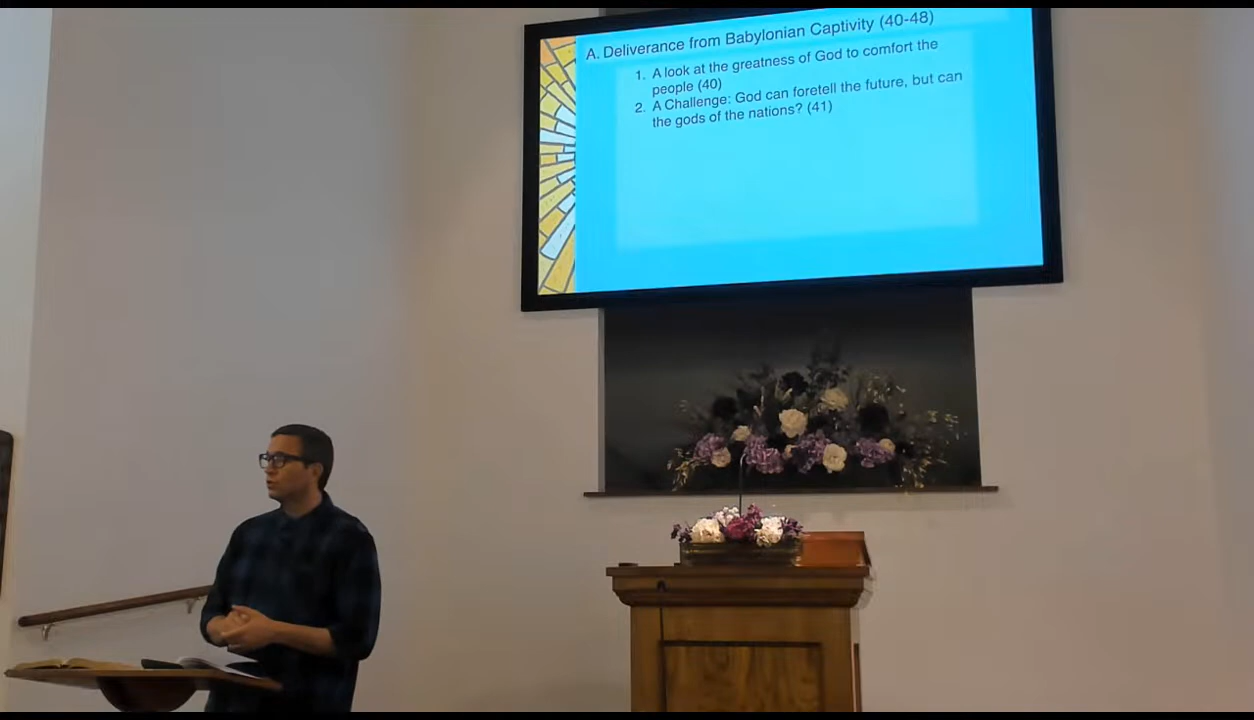 A. Deliverance from Babylonian Captivity (40-48)
1. A look at the greatness of God to comfort the
people (40)
2. A Challenge: God can foretell the future, but can
the gods of the nations? (41)